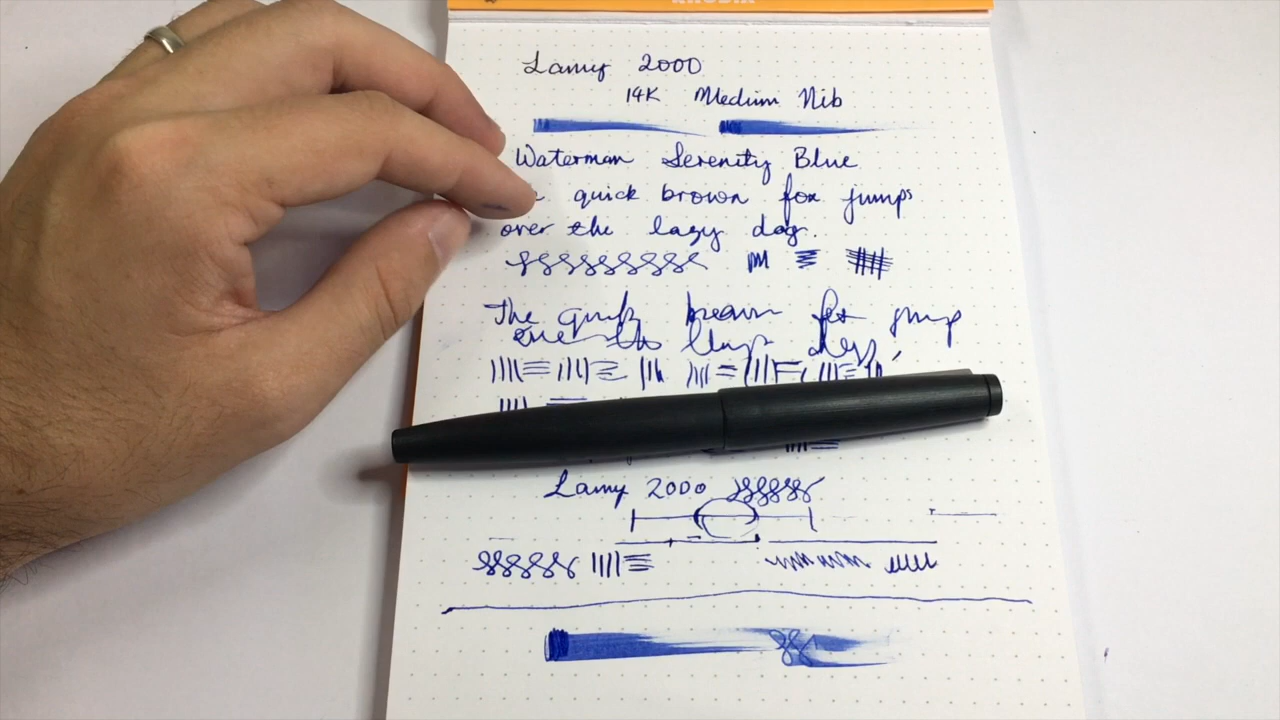 Lamy 2000
14K Medium Nib
Waterman Serenity Blue
quick brown fox jumps
over the lazy dog.
The quick brown fox jump
over the lazy dog,
Lamy 2000